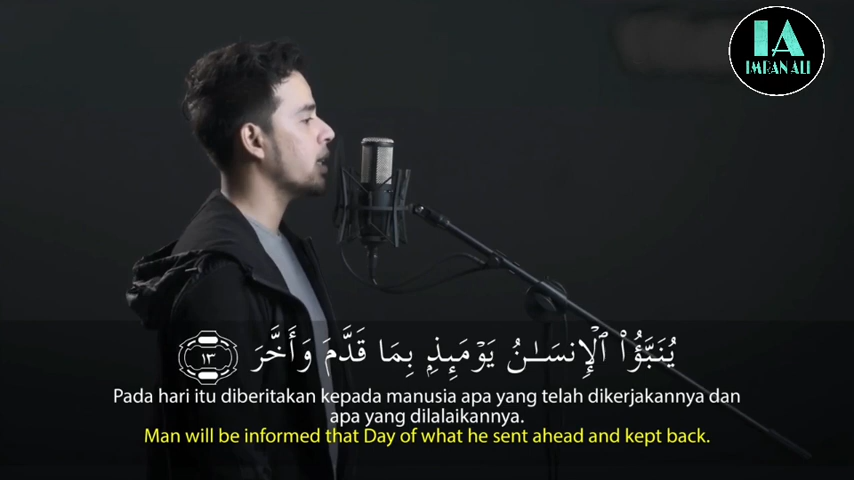 IA
IMRAN ALI
يُنَبَّؤُا۟ ٱلْإِنسَـٰنُ يَوْمَئِذٍۭ بِمَا قَدَّمَ وَأَخَّرَ ١٣
Pada hari itu diberitakan kepada manusia apa yang telah dikerjakannya dan
apa yang dilalaikannya.
Man will be informed that Day of what he sent ahead and kept back.